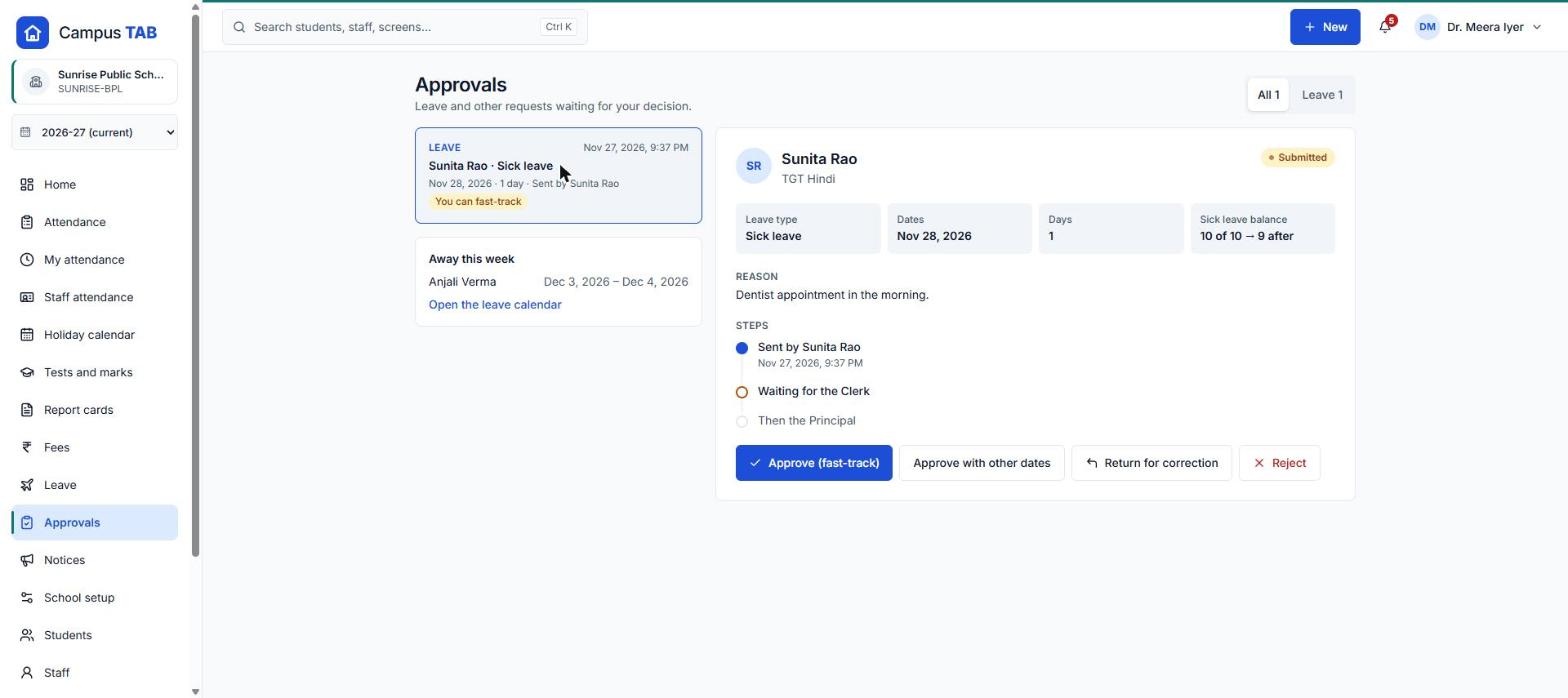 Campus TAB
Sunrise Public Sch...
SUNRISE-BPL
2026-27 (current)
Home
Attendance
My attendance
Staff attendance
Holiday calendar
Tests and marks
Report cards
Fees
Leave
Approvals
Notices
School setup
Students
Staff
Search students, staff, screens...
Ctrl K
+ New
5
DM
Dr. Meera Iyer
Approvals
Leave and other requests waiting for your decision.
All 1
Leave 1
LEAVE Nov 27, 2026, 9:37 PM
Sunita Rao · Sick leave
Nov 28, 2026 · 1 day · Sent by Sunita Rao
You can fast-track
Away this week
Anjali Verma Dec 3, 2026 – Dec 4, 2026
Open the leave calendar
SR
Sunita Rao
TGT Hindi
Submitted
Leave type
Sick leave
Dates
Nov 28, 2026
Days
1
Sick leave balance
10 of 10 → 9 after
REASON
Dentist appointment in the morning.
STEPS
Sent by Sunita Rao
Nov 27, 2026, 9:37 PM
Waiting for the Clerk
Then the Principal
Approve (fast-track)
Approve with other dates
Return for correction
Reject